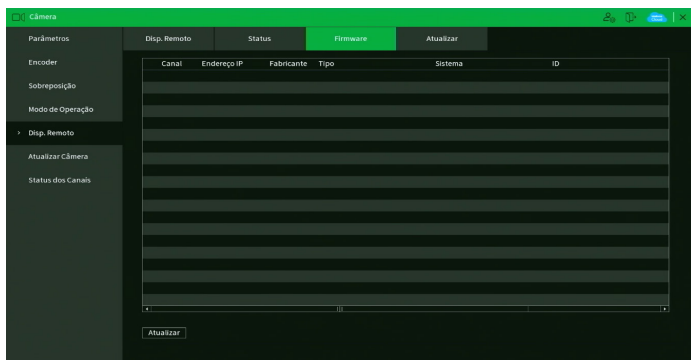 Câmera
Parâmetros
Encoder
Sobreposição
Modo de Operação
Disp. Remoto
Atualizar Câmera
Status dos Canais
Disp. Remoto Status Firmware Atualizar
Canal Endereço IP Fabricante Tipo Sistema ID
Atualizar